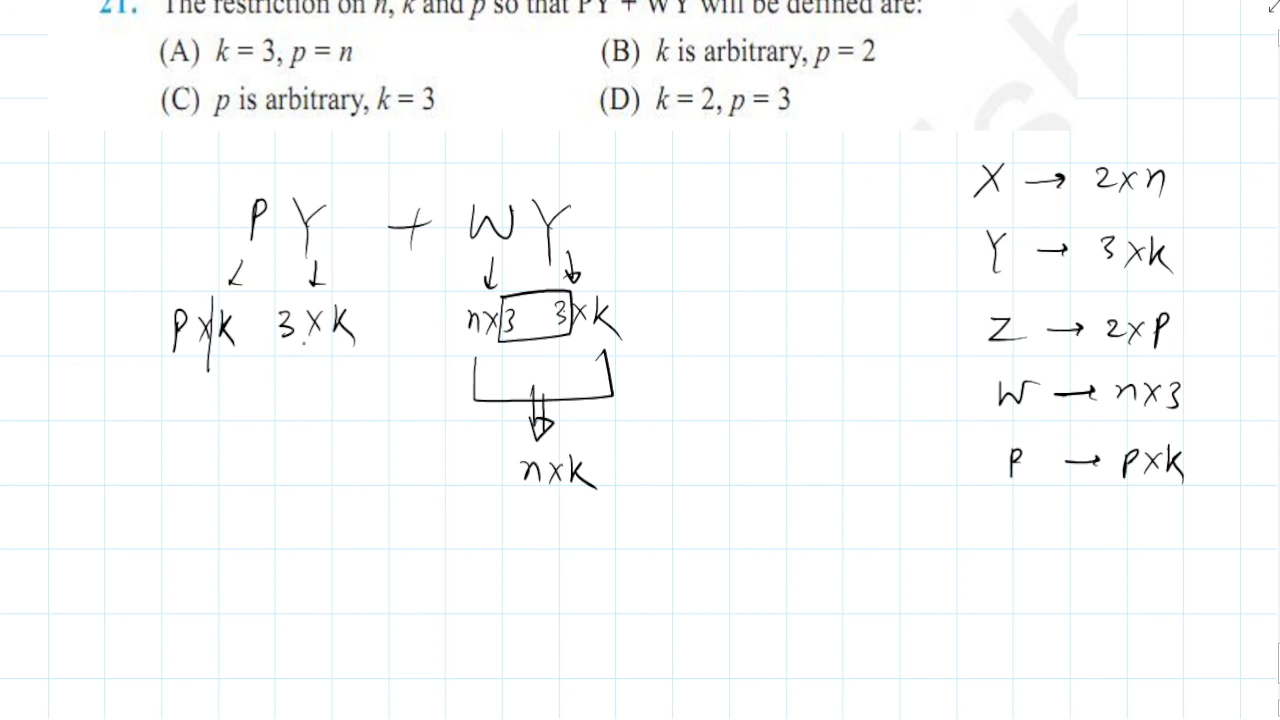 21. The restriction on n, k and p so that PY + WY will be defined are:
(A) k = 3, p = n (B) k is arbitrary, p = 2
(C) p is arbitrary, k = 3 (D) k = 2, p = 3
X → 2×n
P Y + W Y
Y → 3×k
p×k 3×k n×3 3×k
Z → 2×p
W → n×3
n×k
P → p×k